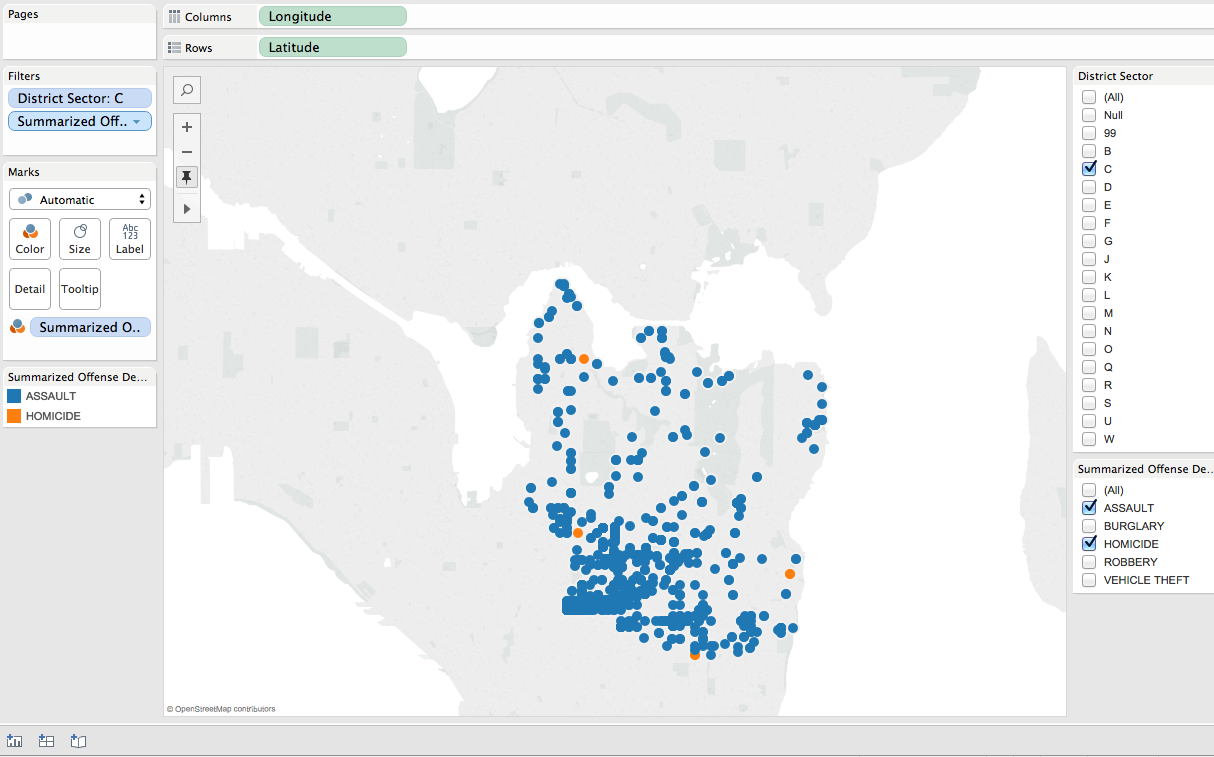 Pages
Columns
Longitude
Rows
Latitude
Filters
District Sector: C
Summarized Off..
Marks
Automatic
Color
Size
Abc
123
Label
Detail
Tooltip
Summarized O..
Summarized Offense De...
ASSAULT
HOMICIDE
© OpenStreetMap contributors
District Sector
(All)
Null
99
B
C
D
E
F
G
J
K
L
M
N
O
Q
R
S
U
W
Summarized Offense De...
(All)
ASSAULT
BURGLARY
HOMICIDE
ROBBERY
VEHICLE THEFT